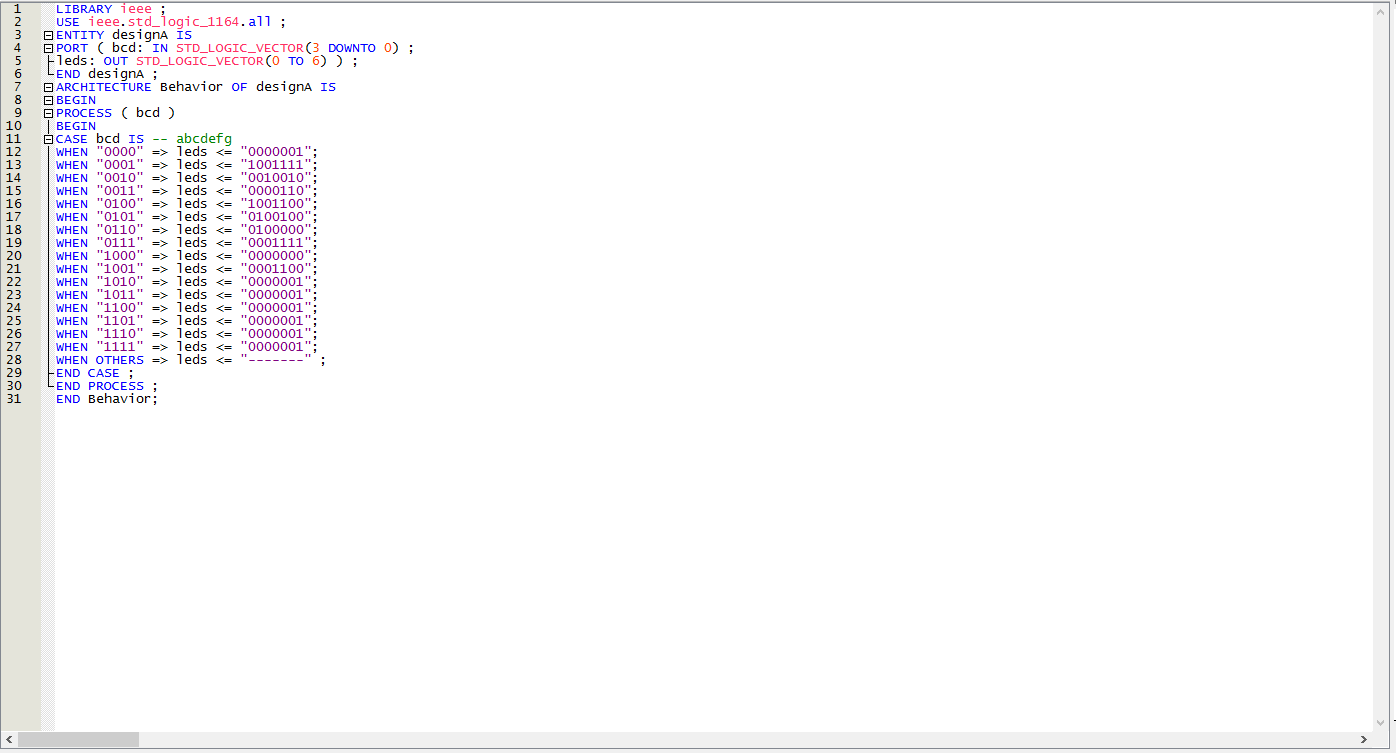 1 LIBRARY ieee ;
2 USE ieee.std_logic_1164.all ;
3 ENTITY designA IS
4 PORT ( bcd: IN STD_LOGIC_VECTOR(3 DOWNTO 0) ;
5 leds: OUT STD_LOGIC_VECTOR(0 TO 6) ) ;
6 END designA ;
7 ARCHITECTURE Behavior OF designA IS
8 BEGIN
9 PROCESS ( bcd )
10 BEGIN
11 CASE bcd IS -- abcdefg
12 WHEN "0000" => leds <= "0000001";
13 WHEN "0001" => leds <= "1001111";
14 WHEN "0010" => leds <= "0010010";
15 WHEN "0011" => leds <= "0000110";
16 WHEN "0100" => leds <= "1001100";
17 WHEN "0101" => leds <= "0100100";
18 WHEN "0110" => leds <= "0100000";
19 WHEN "0111" => leds <= "0001111";
20 WHEN "1000" => leds <= "0000000";
21 WHEN "1001" => leds <= "0001100";
22 WHEN "1010" => leds <= "0000001";
23 WHEN "1011" => leds <= "0000001";
24 WHEN "1100" => leds <= "0000001";
25 WHEN "1101" => leds <= "0000001";
26 WHEN "1110" => leds <= "0000001";
27 WHEN "1111" => leds <= "0000001";
28 WHEN OTHERS => leds <= "-------" ;
29 END CASE ;
30 END PROCESS ;
31 END Behavior;